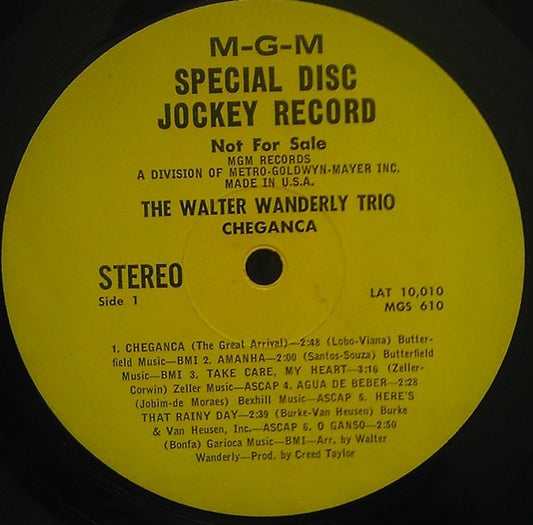 M-G-M
SPECIAL DISC
JOCKEY RECORD
Not For Sale
MGM RECORDS
A DIVISION OF METRO-GOLDWYN-MAYER INC.
MADE IN U.S.A.
THE WALTER WANDERLY TRIO
CHEGANCA
STEREO
Side 1
LAT 10,010
MGS 610
1. CHEGANCA (The Great Arrival)—2:48 (Lobo-Viana) Butter-
field Music—BMI 2. AMANHA—2:00 (Santos-Souza) Butterfield
Music—BMI 3. TAKE CARE, MY HEART—3:16 (Zeller-
Corwin) Zeller Music—ASCAP 4. AGUA DE BEBER—2:28
(Jobim-de Moraes) Bexhill Music—ASCAP 5. HERE'S
THAT RAINY DAY—2:39 (Burke-Van Heusen) Burke
& Van Heusen, Inc.—ASCAP 6. O GANSO—2:50
(Bonfa) Garioca Music—BMI—Arr. by Walter
Wanderly—Prod. by Creed Taylor